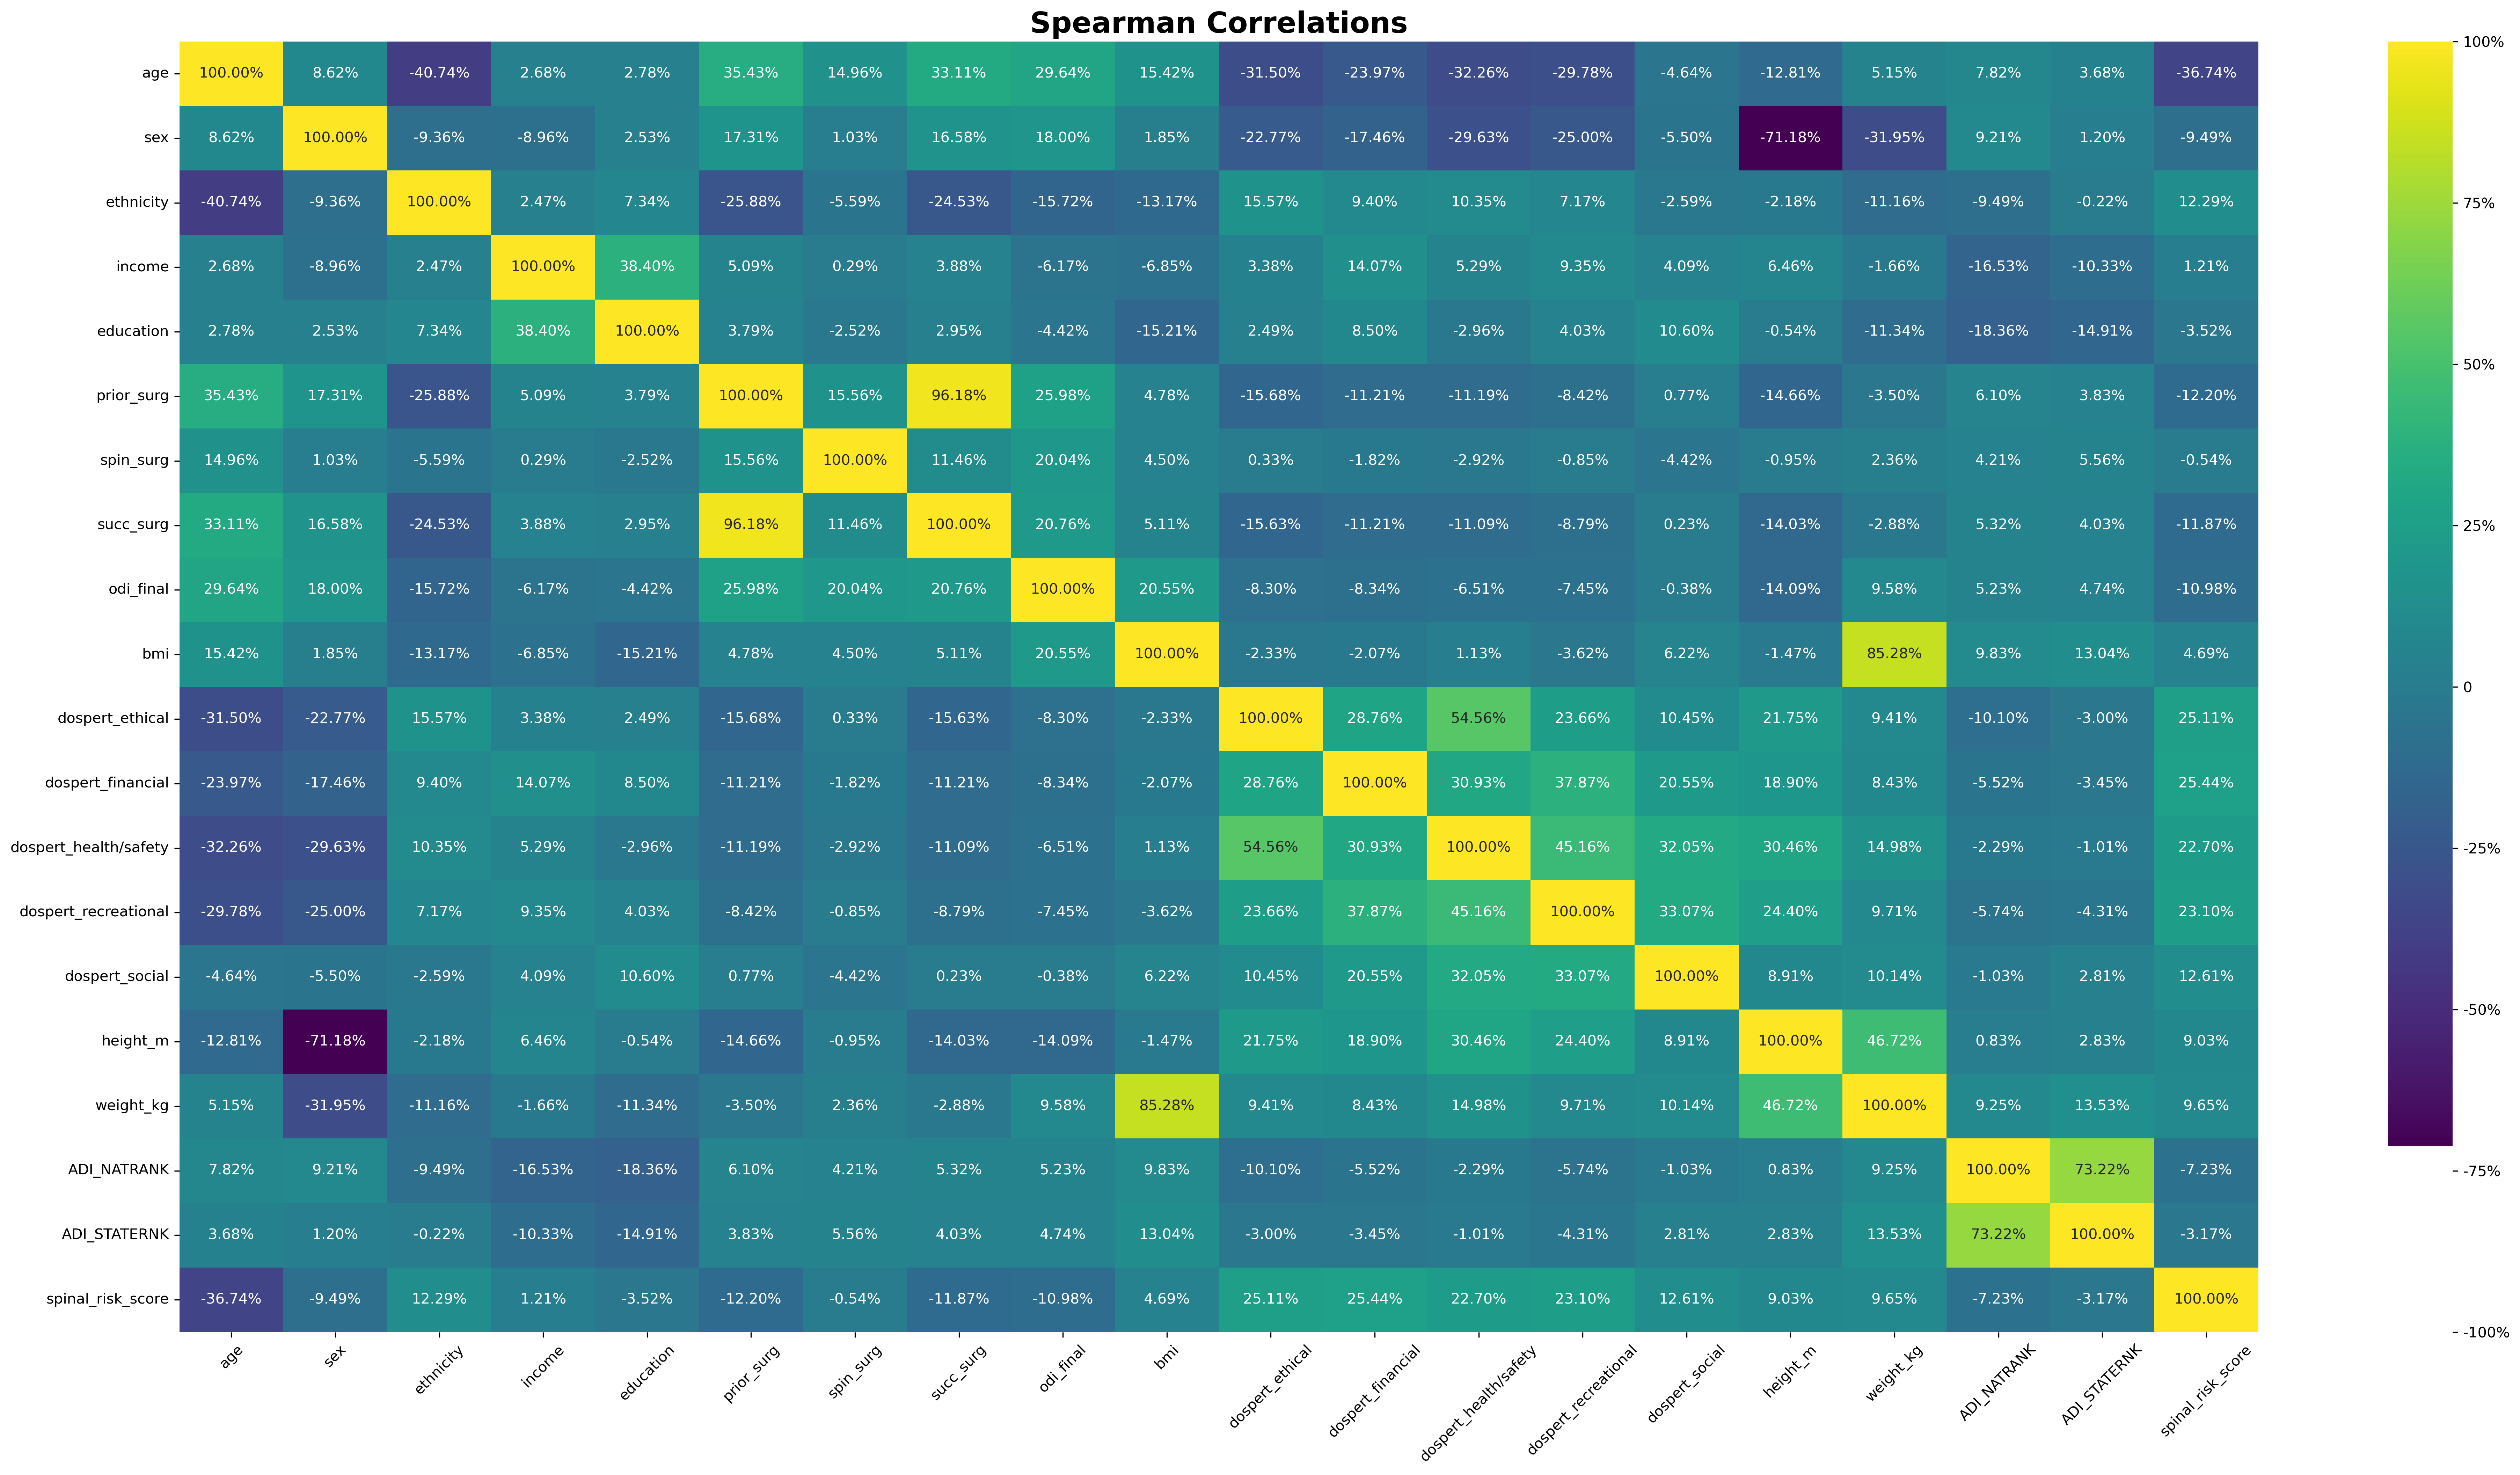 Spearman Correlations
age 100.00% 8.62% -40.74% 2.68% 2.78% 35.43% 14.96% 33.11% 29.64% 15.42% -31.50% -23.97% -32.26% -29.78% -4.64% -12.81% 5.15% 7.82% 3.68% -36.74%
sex 8.62% 100.00% -9.36% -8.96% 2.53% 17.31% 1.03% 16.58% 18.00% 1.85% -22.77% -17.46% -29.63% -25.00% -5.50% -71.18% -31.95% 9.21% 1.20% -9.49%
ethnicity -40.74% -9.36% 100.00% 2.47% 7.34% -25.88% -5.59% -24.53% -15.72% -13.17% 15.57% 9.40% 10.35% 7.17% -2.59% -2.18% -11.16% -9.49% -0.22% 12.29%
income 2.68% -8.96% 2.47% 100.00% 38.40% 5.09% 0.29% 3.88% -6.17% -6.85% 3.38% 14.07% 5.29% 9.35% 4.09% 6.46% -1.66% -16.53% -10.33% 1.21%
education 2.78% 2.53% 7.34% 38.40% 100.00% 3.79% -2.52% 2.95% -4.42% -15.21% 2.49% 8.50% -2.96% 4.03% 10.60% -0.54% -11.34% -18.36% -14.91% -3.52%
prior_surg 35.43% 17.31% -25.88% 5.09% 3.79% 100.00% 15.56% 96.18% 25.98% 4.78% -15.68% -11.21% -11.19% -8.42% 0.77% -14.66% -3.50% 6.10% 3.83% -12.20%
spin_surg 14.96% 1.03% -5.59% 0.29% -2.52% 15.56% 100.00% 11.46% 20.04% 4.50% 0.33% -1.82% -2.92% -0.85% -4.42% -0.95% 2.36% 4.21% 5.56% -0.54%
succ_surg 33.11% 16.58% -24.53% 3.88% 2.95% 96.18% 11.46% 100.00% 20.76% 5.11% -15.63% -11.21% -11.09% -8.79% 0.23% -14.03% -2.88% 5.32% 4.03% -11.87%
odi_final 29.64% 18.00% -15.72% -6.17% -4.42% 25.98% 20.04% 20.76% 100.00% 20.55% -8.30% -8.34% -6.51% -7.45% -0.38% -14.09% 9.58% 5.23% 4.74% -10.98%
bmi 15.42% 1.85% -13.17% -6.85% -15.21% 4.78% 4.50% 5.11% 20.55% 100.00% -2.33% -2.07% 1.13% -3.62% 6.22% -1.47% 85.28% 9.83% 13.04% 4.69%
dospert_ethical -31.50% -22.77% 15.57% 3.38% 2.49% -15.68% 0.33% -15.63% -8.30% -2.33% 100.00% 28.76% 54.56% 23.66% 10.45% 21.75% 9.41% -10.10% -3.00% 25.11%
dospert_financial -23.97% -17.46% 9.40% 14.07% 8.50% -11.21% -1.82% -11.21% -8.34% -2.07% 28.76% 100.00% 30.93% 37.87% 20.55% 18.90% 8.43% -5.52% -3.45% 25.44%
dospert_health/safety -32.26% -29.63% 10.35% 5.29% -2.96% -11.19% -2.92% -11.09% -6.51% 1.13% 54.56% 30.93% 100.00% 45.16% 32.05% 30.46% 14.98% -2.29% -1.01% 22.70%
dospert_recreational -29.78% -25.00% 7.17% 9.35% 4.03% -8.42% -0.85% -8.79% -7.45% -3.62% 23.66% 37.87% 45.16% 100.00% 33.07% 24.40% 9.71% -5.74% -4.31% 23.10%
dospert_social -4.64% -5.50% -2.59% 4.09% 10.60% 0.77% -4.42% 0.23% -0.38% 6.22% 10.45% 20.55% 32.05% 33.07% 100.00% 8.91% 10.14% -1.03% 2.81% 12.61%
height_m -12.81% -71.18% -2.18% 6.46% -0.54% -14.66% -0.95% -14.03% -14.09% -1.47% 21.75% 18.90% 30.46% 24.40% 8.91% 100.00% 46.72% 0.83% 2.83% 9.03%
weight_kg 5.15% -31.95% -11.16% -1.66% -11.34% -3.50% 2.36% -2.88% 9.58% 85.28% 9.41% 8.43% 14.98% 9.71% 10.14% 46.72% 100.00% 9.25% 13.53% 9.65%
ADI_NATRANK 7.82% 9.21% -9.49% -16.53% -18.36% 6.10% 4.21% 5.32% 5.23% 9.83% -10.10% -5.52% -2.29% -5.74% -1.03% 0.83% 9.25% 100.00% 73.22% -7.23%
ADI_STATERNK 3.68% 1.20% -0.22% -10.33% -14.91% 3.83% 5.56% 4.03% 4.74% 13.04% -3.00% -3.45% -1.01% -4.31% 2.81% 2.83% 13.53% 73.22% 100.00% -3.17%
spinal_risk_score -36.74% -9.49% 12.29% 1.21% -3.52% -12.20% -0.54% -11.87% -10.98% 4.69% 25.11% 25.44% 22.70% 23.10% 12.61% 9.03% 9.65% -7.23% -3.17% 100.00%
age sex ethnicity income education prior_surg spin_surg succ_surg odi_final bmi dospert_ethical dospert_financial dospert_health/safety dospert_recreational dospert_social height_m weight_kg ADI_NATRANK ADI_STATERNK spinal_risk_score
100%
75%
50%
25%
0
-25%
-50%
-75%
-100%